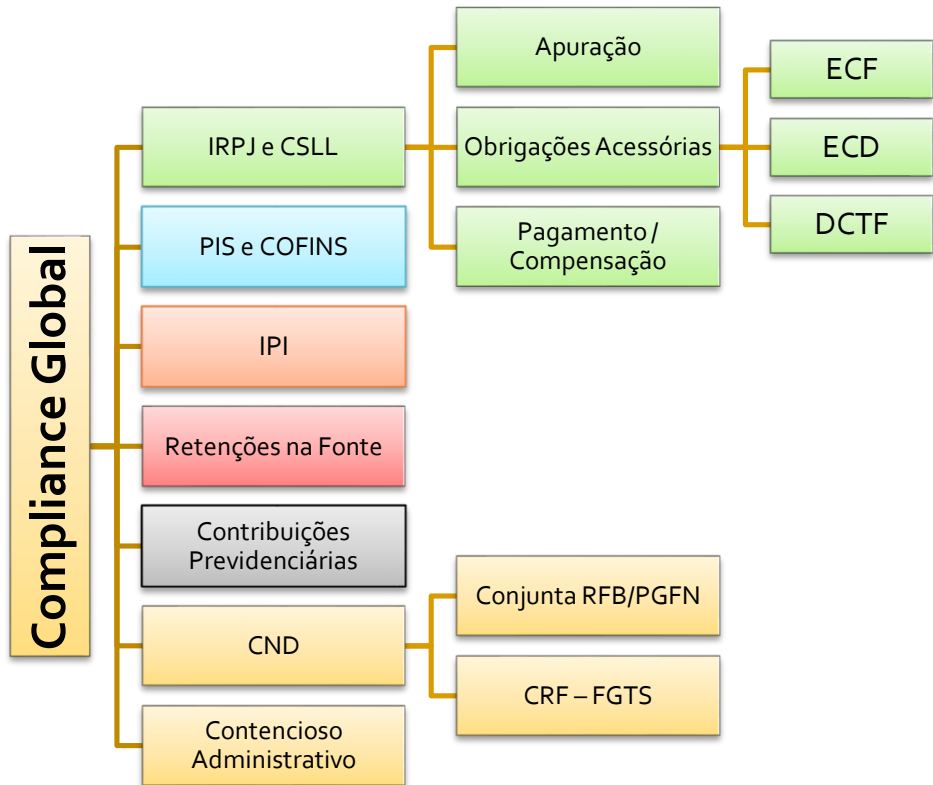 Compliance Global
IRPJ e CSLL
Apuração
Obrigações Acessórias
ECF
ECD
DCTF
Pagamento /
Compensação
PIS e COFINS
IPI
Retenções na Fonte
Contribuições
Previdenciárias
CND
Conjunta RFB/PGFN
CRF – FGTS
Contencioso
Administrativo